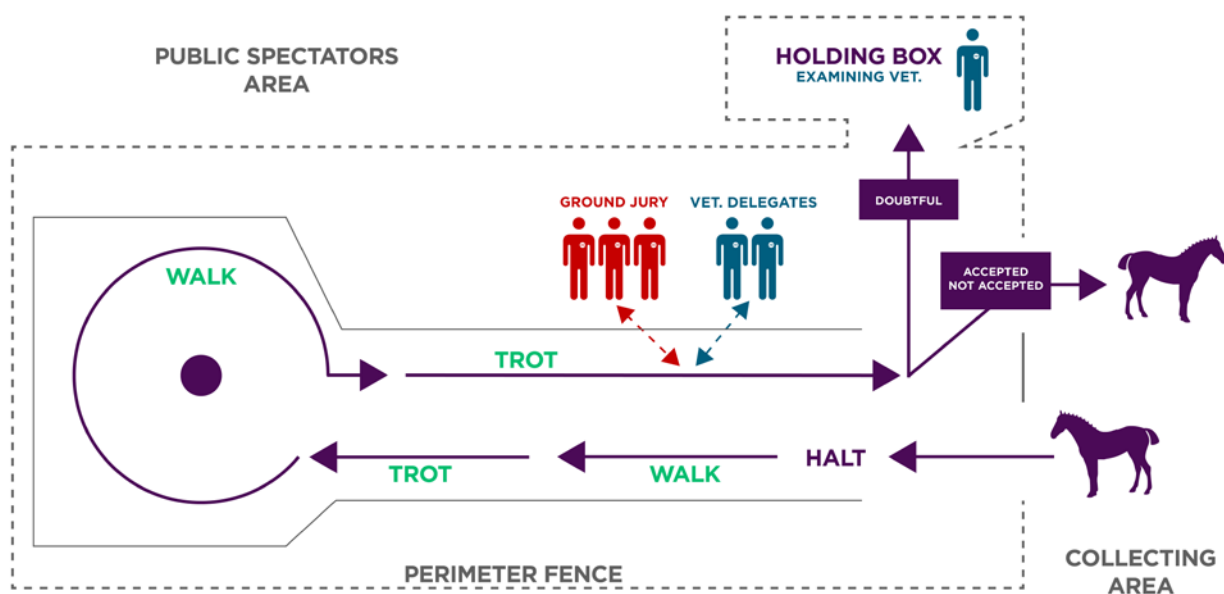 PUBLIC SPECTATORS
AREA
HOLDING BOX
EXAMINING VET.
GROUND JURY
VET. DELEGATES
DOUBTFUL
WALK
ACCEPTED
NOT ACCEPTED
TROT
TROT
WALK
HALT
PERIMETER FENCE
COLLECTING
AREA